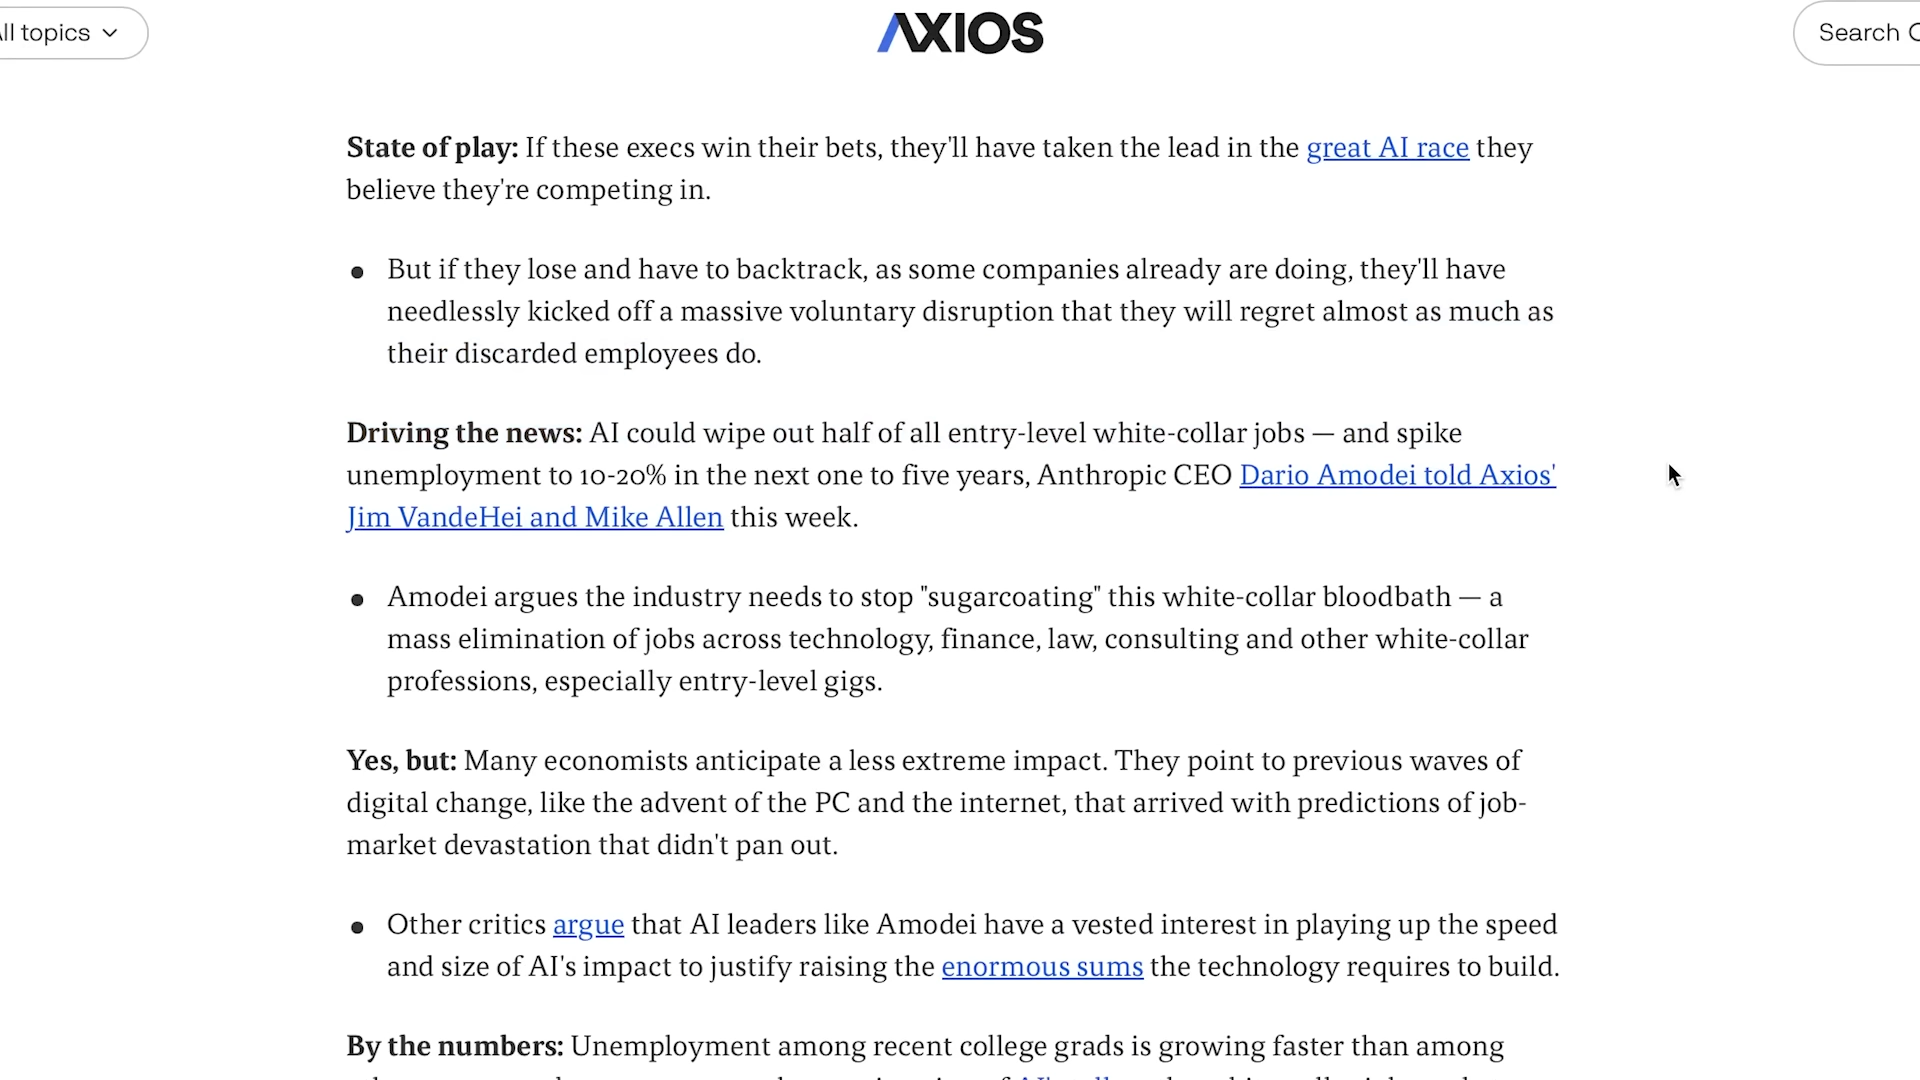 ll topics
AXIOS
Search
State of play: If these execs win their bets, they'll have taken the lead in the great AI race they
believe they're competing in.
● But if they lose and have to backtrack, as some companies already are doing, they'll have
needlessly kicked off a massive voluntary disruption that they will regret almost as much as
their discarded employees do.
Driving the news: AI could wipe out half of all entry-level white-collar jobs — and spike
unemployment to 10-20% in the next one to five years, Anthropic CEO Dario Amodei told Axios'
Jim VandeHei and Mike Allen this week.
● Amodei argues the industry needs to stop "sugarcoating" this white-collar bloodbath — a
mass elimination of jobs across technology, finance, law, consulting and other white-collar
professions, especially entry-level gigs.
Yes, but: Many economists anticipate a less extreme impact. They point to previous waves of
digital change, like the advent of the PC and the internet, that arrived with predictions of job-
market devastation that didn't pan out.
● Other critics argue that AI leaders like Amodei have a vested interest in playing up the speed
and size of AI's impact to justify raising the enormous sums the technology requires to build.
By the numbers: Unemployment among recent college grads is growing faster than among